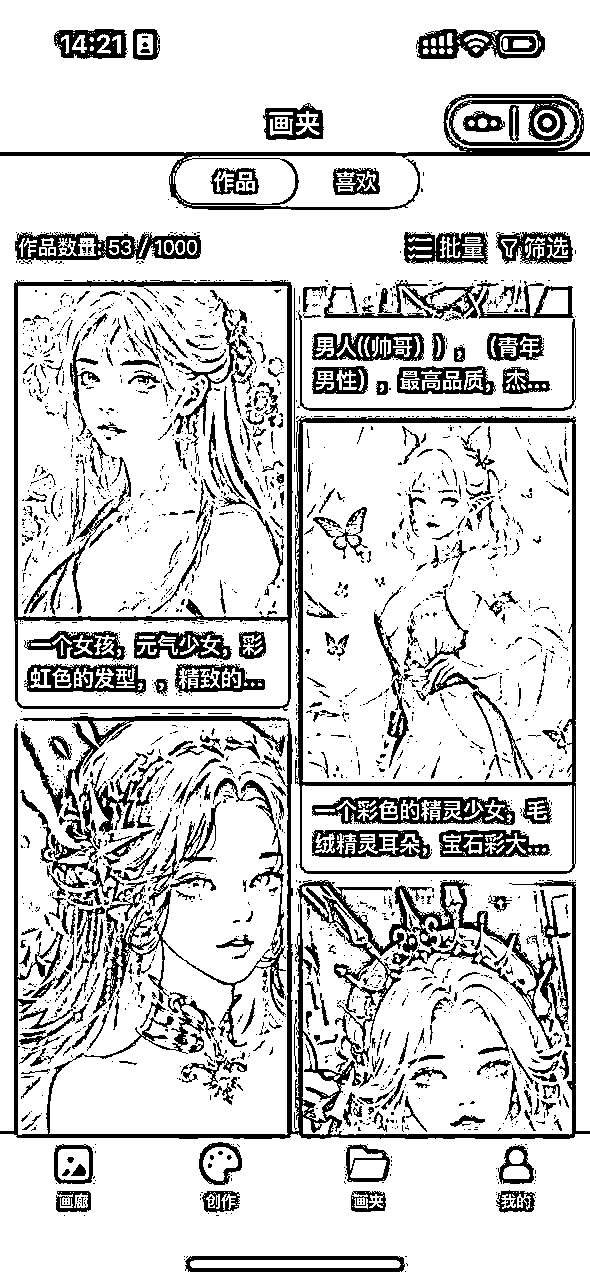 14:21
画夹
作品 喜欢
作品数量: 53 / 1000
批量 筛选
男人((帅哥)),(青年
男性),最高品质,杰...
一个女孩,元气少女,彩
虹色的发型,,精致的...
一个彩色的精灵少女,毛
绒精灵耳朵,宝石彩大...
画廊 创作 画夹 我的